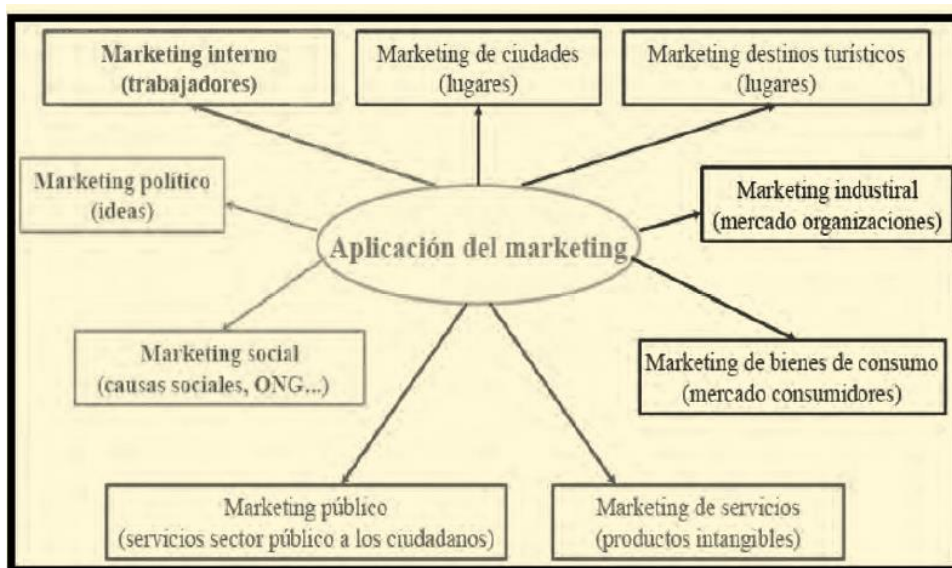 Marketing interno
(trabajadores)
Marketing de ciudades
(lugares)
Marketing destinos turísticos
(lugares)
Marketing político
(ideas)
Marketing industiral
(mercado organizaciones)
Aplicación del marketing
Marketing social
(causas sociales, ONG...)
Marketing de bienes de consumo
(mercado consumidores)
Marketing público
(servicios sector público a los ciudadanos)
Marketing de servicios
(productos intangibles)